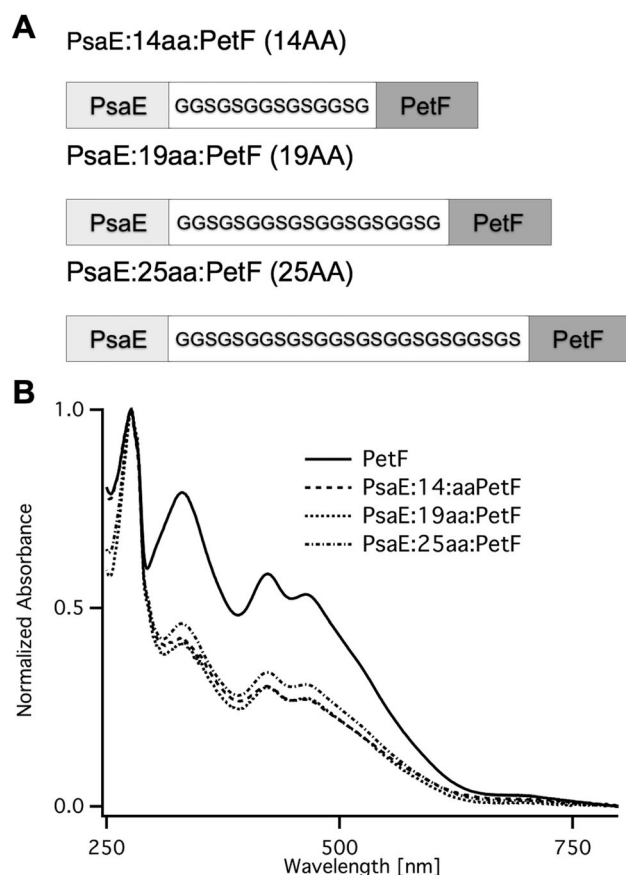 A
PsaE:14aa:PetF (14AA)
PsaE GGSGSGGSGSGGSG PetF
PsaE:19aa:PetF (19AA)
PsaE GGSGSGGSGSGGSGSGGSG PetF
PsaE:25aa:PetF (25AA)
PsaE GGSGSGGSGSGGSGSGGSGSGGSGS PetF
B
1.0
0.5
0.0
Normalized Absorbance
PetF
PsaE:14:aaPetF
PsaE:19aa:PetF
PsaE:25aa:PetF
250 500 750
Wavelength [nm]